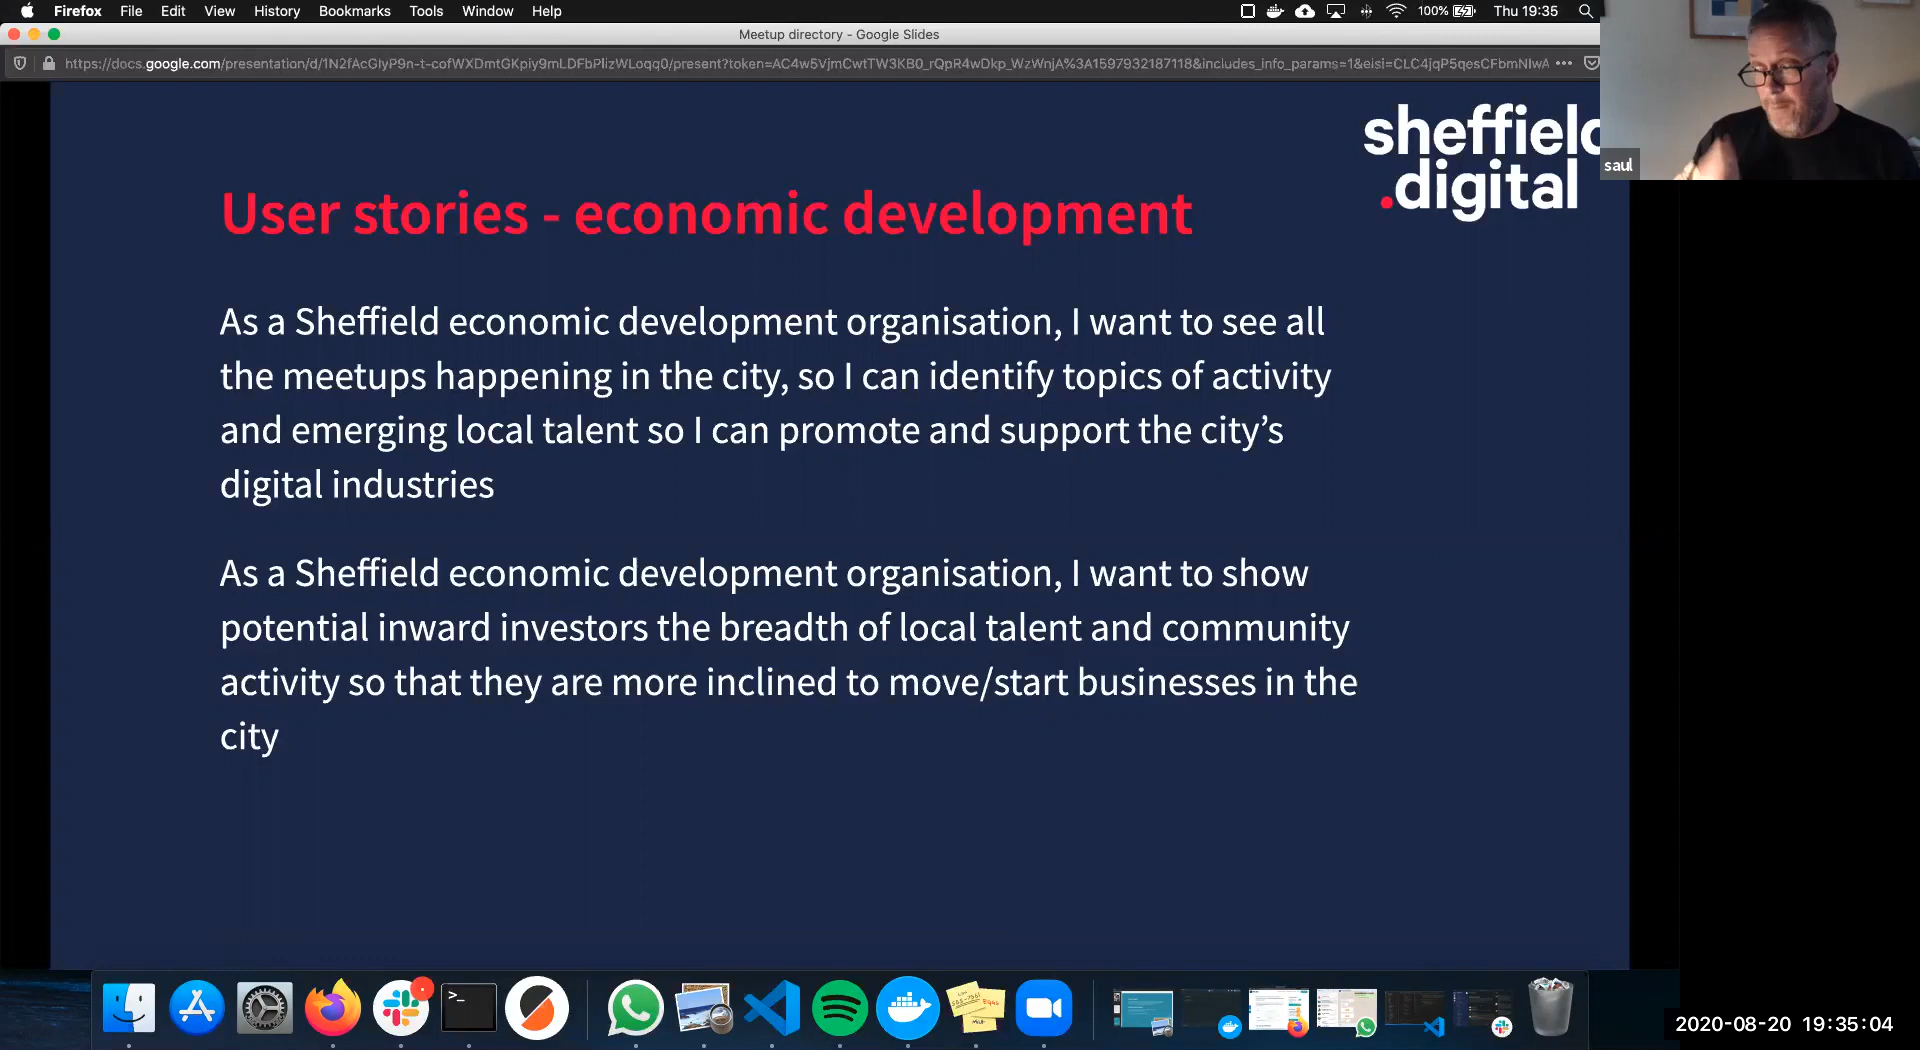 Firefox File Edit View History Bookmarks Tools Window Help
100%
Thu 19:35
Meetup directory - Google Slides
sheffield
.digital
saul
User stories - economic development
As a Sheffield economic development organisation, I want to see all
the meetups happening in the city, so I can identify topics of activity
and emerging local talent so I can promote and support the city’s
digital industries
As a Sheffield economic development organisation, I want to show
potential inward investors the breadth of local talent and community
activity so that they are more inclined to move/start businesses in the
city
2020-08-20 19:35:04